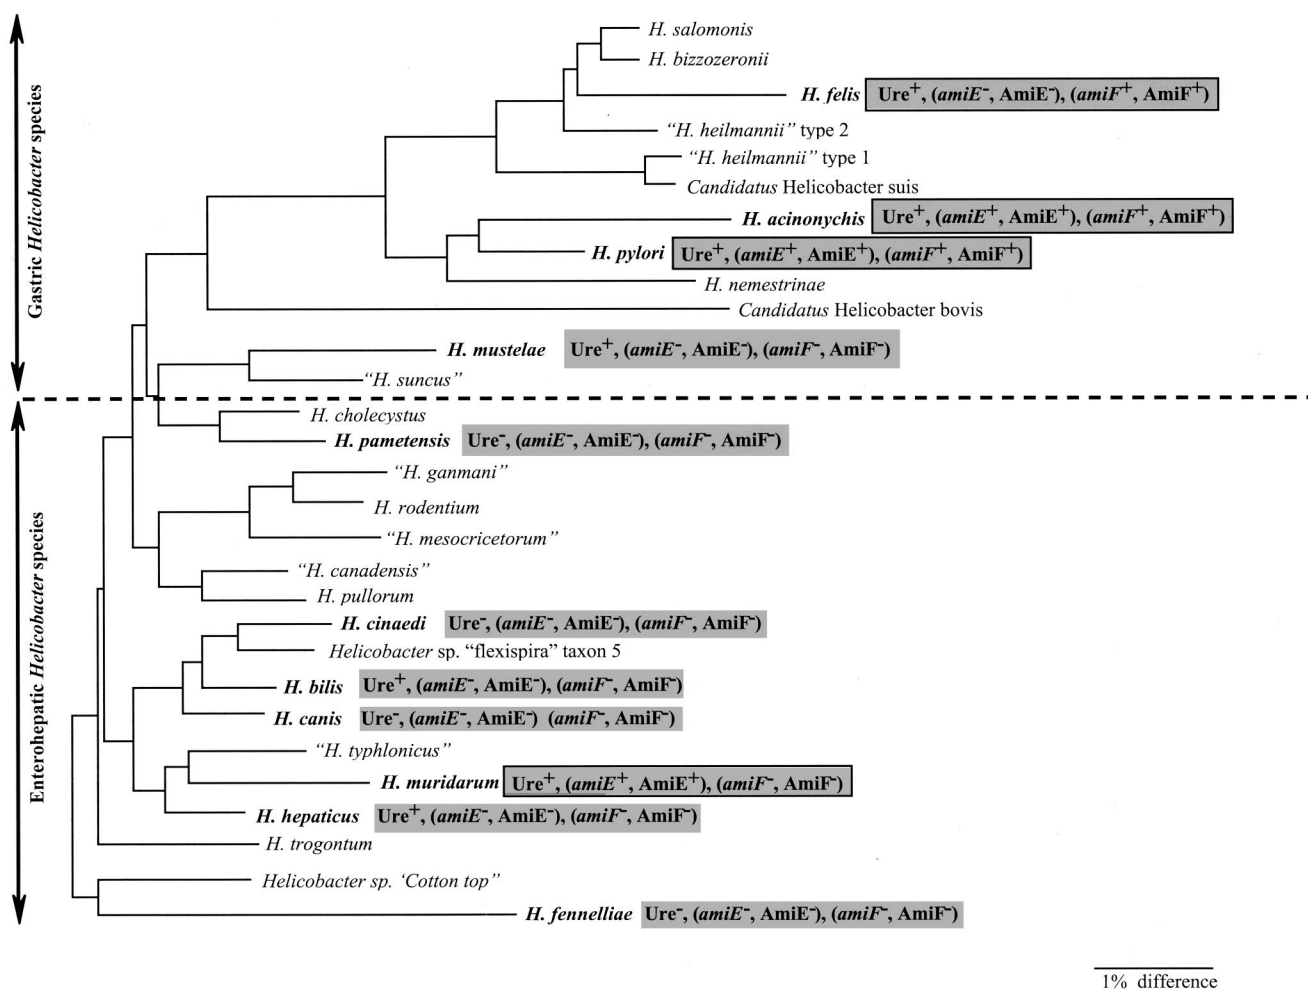 Gastric Helicobacter species
H. salomonis
H. bizzozeronii
H. felis Ure⁺, (amiE⁻, AmiE⁻), (amiF⁺, AmiF⁺)
“H. heilmannii” type 2
“H. heilmannii” type 1
Candidatus Helicobacter suis
H. acinonychis Ure⁺, (amiE⁺, AmiE⁺), (amiF⁺, AmiF⁺)
H. pylori Ure⁺, (amiE⁺, AmiE⁺), (amiF⁺, AmiF⁺)
H. nemestrinae
Candidatus Helicobacter bovis
H. mustelae Ure⁺, (amiE⁻, AmiE⁻), (amiF⁻, AmiF⁻)
“H. suncus”
Enterohepatic Helicobacter species
H. cholecystus
H. pametensis Ure⁻, (amiE⁻, AmiE⁻), (amiF⁻, AmiF⁻)
“H. ganmani”
H. rodentium
“H. mesocricetorum”
“H. canadensis”
H. pullorum
H. cinaedi Ure⁻, (amiE⁻, AmiE⁻), (amiF⁻, AmiF⁻)
Helicobacter sp. “flexispira” taxon 5
H. bilis Ure⁺, (amiE⁻, AmiE⁻), (amiF⁻, AmiF⁻)
H. canis Ure⁻, (amiE⁻, AmiE⁻) (amiF⁻, AmiF⁻)
“H. typhlonicus”
H. muridarum Ure⁺, (amiE⁺, AmiE⁺), (amiF⁻, AmiF⁻)
H. hepaticus Ure⁺, (amiE⁻, AmiE⁻), (amiF⁻, AmiF⁻)
H. trogontum
Helicobacter sp. ‘Cotton top”
H. fennelliae Ure⁻, (amiE⁻, AmiE⁻), (amiF⁻, AmiF⁻)
1% difference